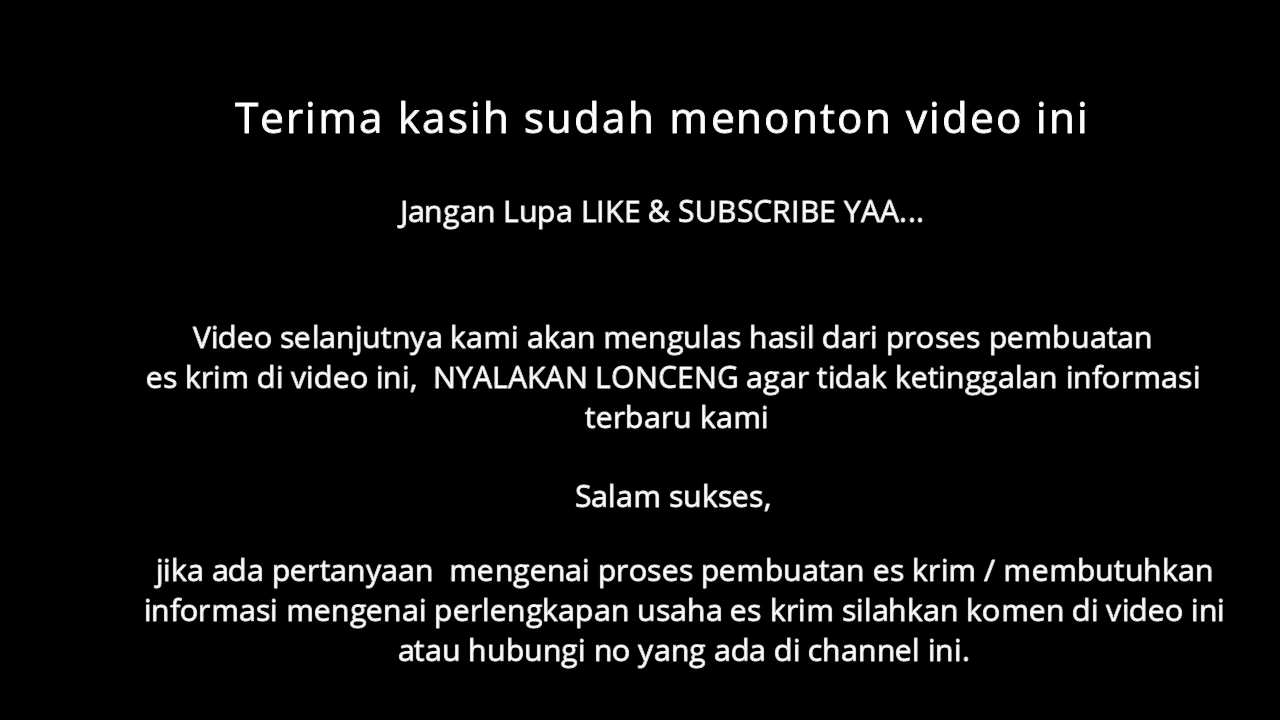 Terima kasih sudah menonton video ini
Jangan Lupa LIKE & SUBSCRIBE YAA...
Video selanjutnya kami akan mengulas hasil dari proses pembuatan
es krim di video ini,  NYALAKAN LONCENG agar tidak ketinggalan informasi
terbaru kami
Salam sukses,
jika ada pertanyaan  mengenai proses pembuatan es krim / membutuhkan
informasi mengenai perlengkapan usaha es krim silahkan komen di video ini
atau hubungi no yang ada di channel ini.